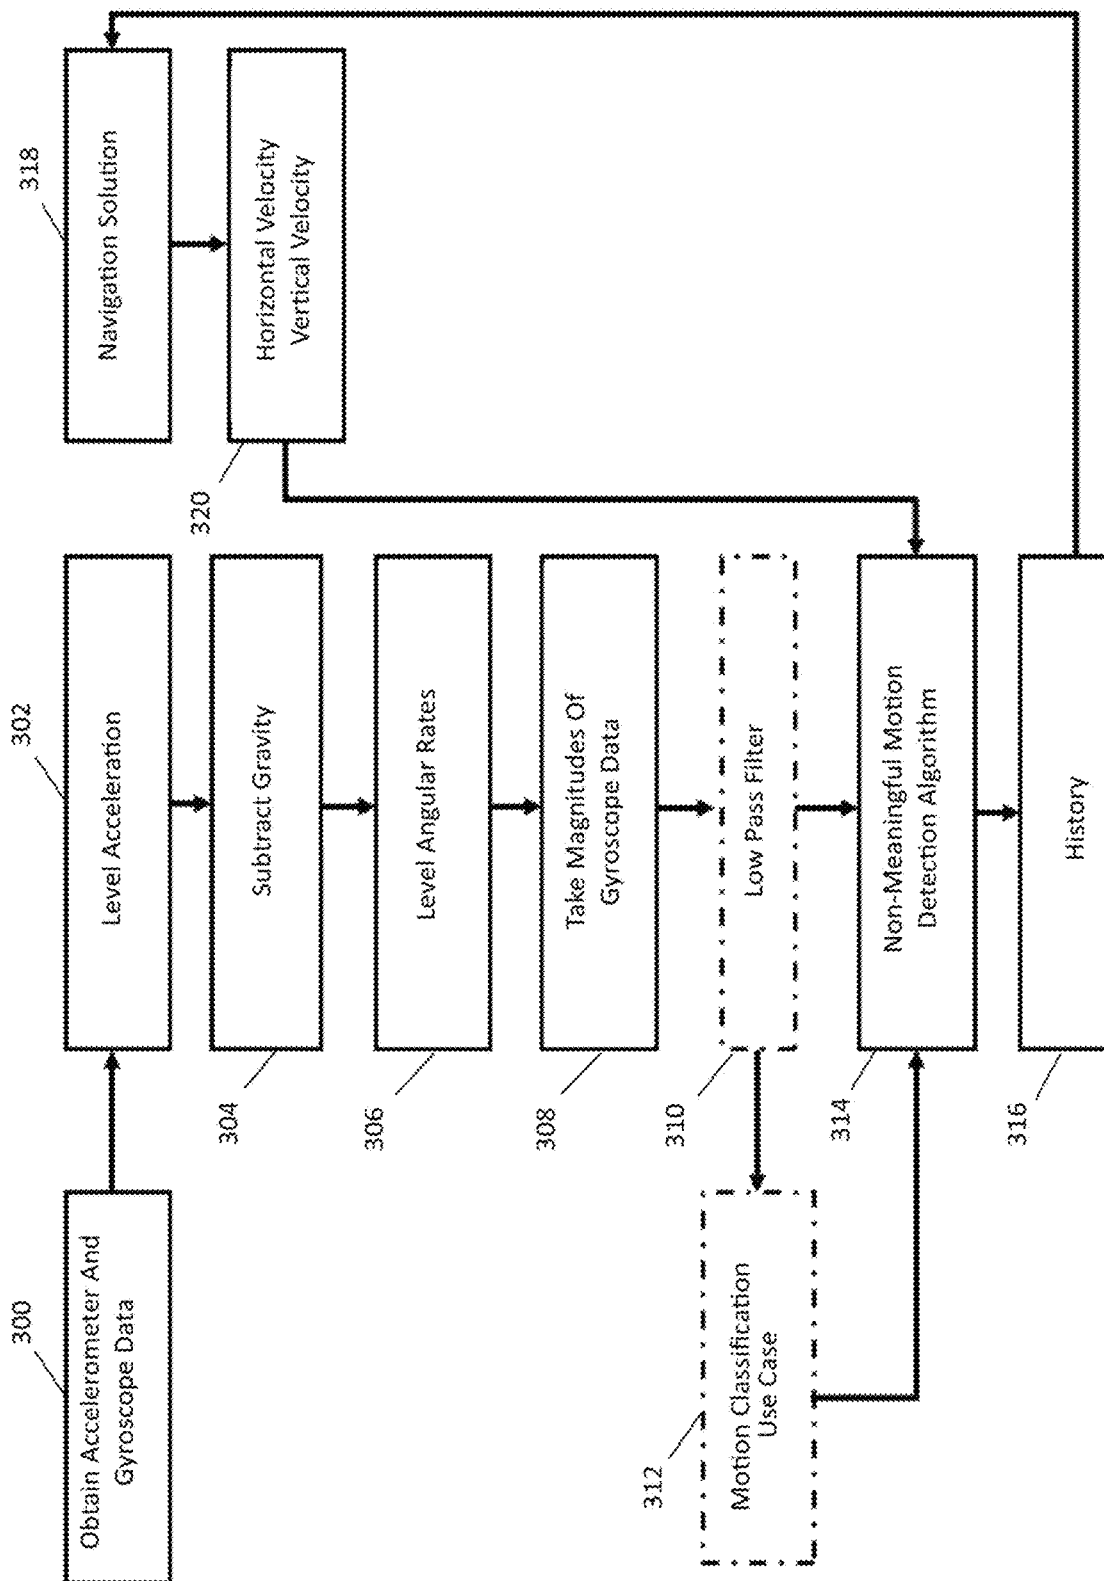 300
Obtain Accelerometer And
Gyroscope Data
302
Level Acceleration
304
Subtract Gravity
306
Level Angular Rates
308
Take Magnitudes Of
Gyroscope Data
310
Low Pass Filter
312
Motion Classification
Use Case
314
Non-Meaningful Motion
Detection Algorithm
316
History
318
Navigation Solution
320
Horizontal Velocity
Vertical Velocity